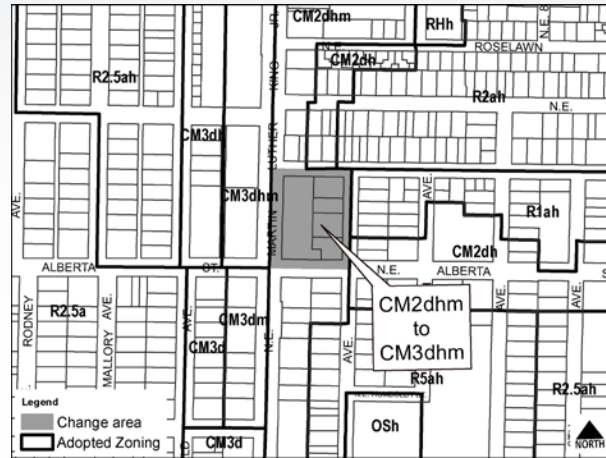 CM2dhm
JR.
RHh
N.E. 8
N.E.
ROSELAWN
CM2dh
R2.5ah
KING
R2ah
N.E.
CM3dh
LUTHER
AVE.
CM3dhm
AVE.
R1ah
MARTIN
CM2dh
ALBERTA
CT.
N.E.
ALBERTA
S
AVE.
CM2dhm
to
CM3dhm
AVE.
AVE.
R2.5a
AVE.
CM3dm
RODNEY
MALLORY
CM3d
N.E.
AVE.
R5ah
R2.5ah
Legend
Change area
Adopted Zoning
CM3d
OSh
NORTH